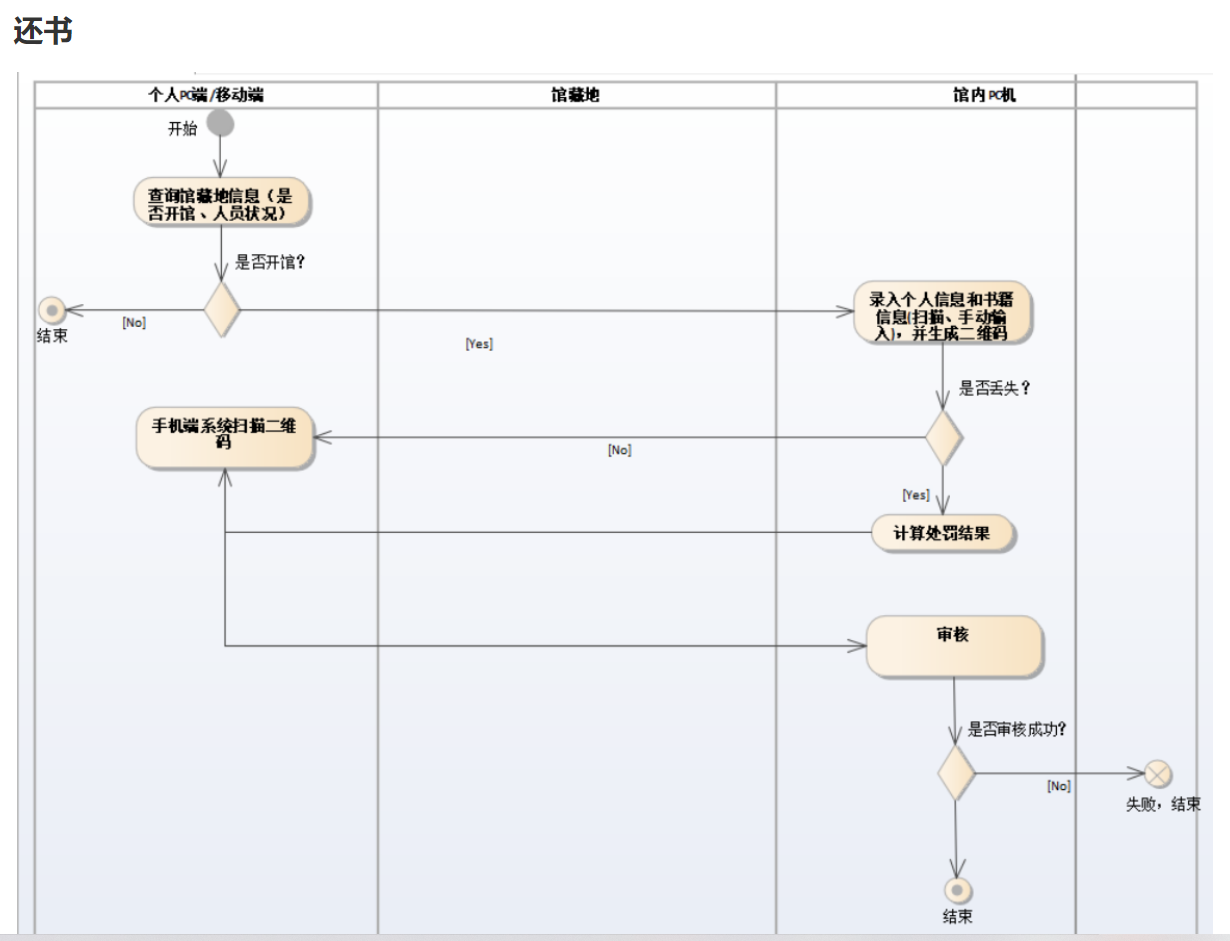 还书
个人PC端/移动端
馆藏地
馆内PC机
开始
查询馆藏地信息（是
否开馆、人员状况）
是否开馆?
录入个人信息和书籍
信息(扫描、手动输
入)，并生成二维码
结束
[No]
[Yes]
是否丢失?
手机端系统扫描二维
码
[No]
[Yes]
计算处罚结果
审核
是否审核成功?
[No]
失败，结束
结束